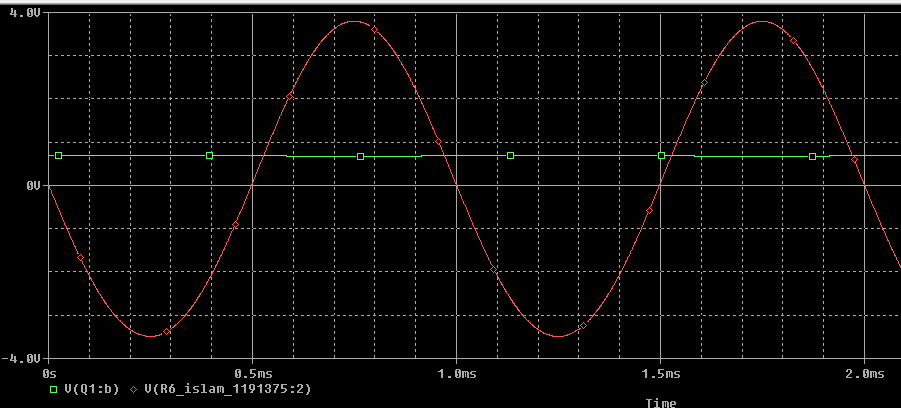 4.0V
0V
-4.0V
0s 0.5ms 1.0ms 1.5ms 2.0ms
V(Q1:b) V(R6_islam_1191375:2)
Time